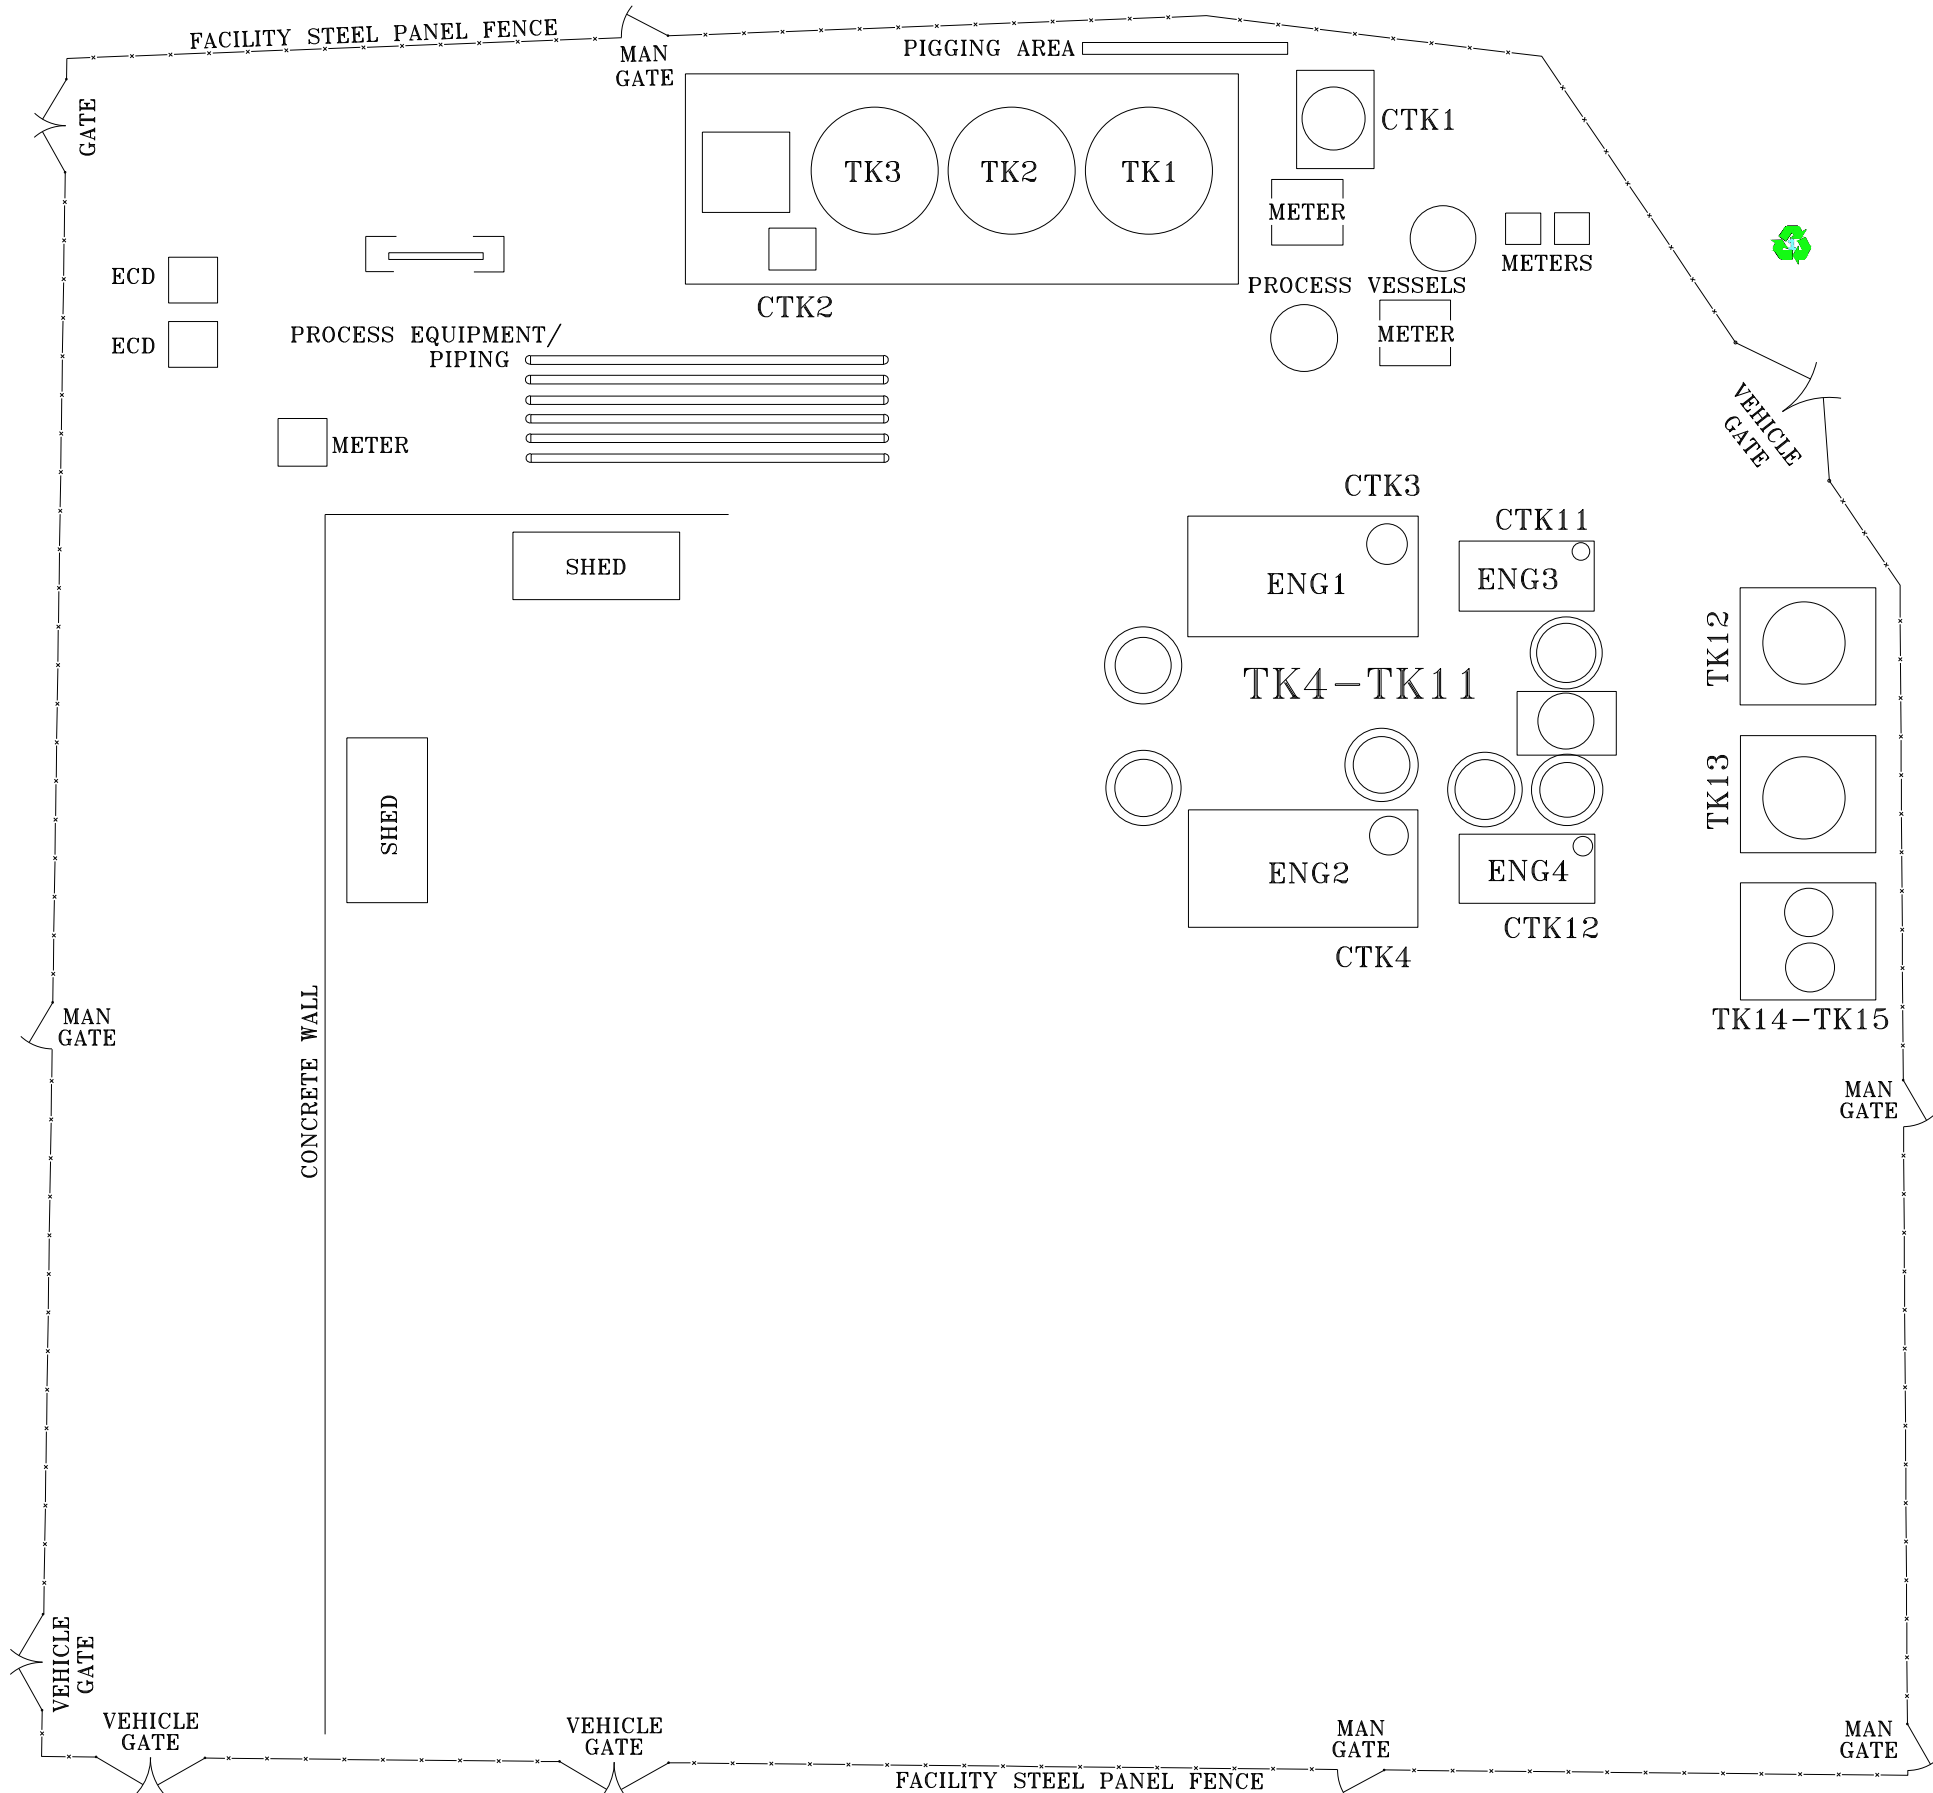 FACILITY STEEL PANEL FENCE
MAN
GATE
PIGGING AREA
GATE
CTK1
TK3
TK2
TK1
METER
ECD
METERS
PROCESS VESSELS
CTK2
PROCESS EQUIPMENT/
PIPING
ECD
METER
VEHICLE
GATE
METER
CTK3
CTK11
SHED
ENG1
ENG3
TK12
TK4-TK11
TK13
SHED
ENG2
ENG4
CTK12
CTK4
TK14-TK15
MAN
GATE
CONCRETE WALL
MAN
GATE
VEHICLE
GATE
VEHICLE
GATE
VEHICLE
GATE
MAN
GATE
MAN
GATE
FACILITY STEEL PANEL FENCE